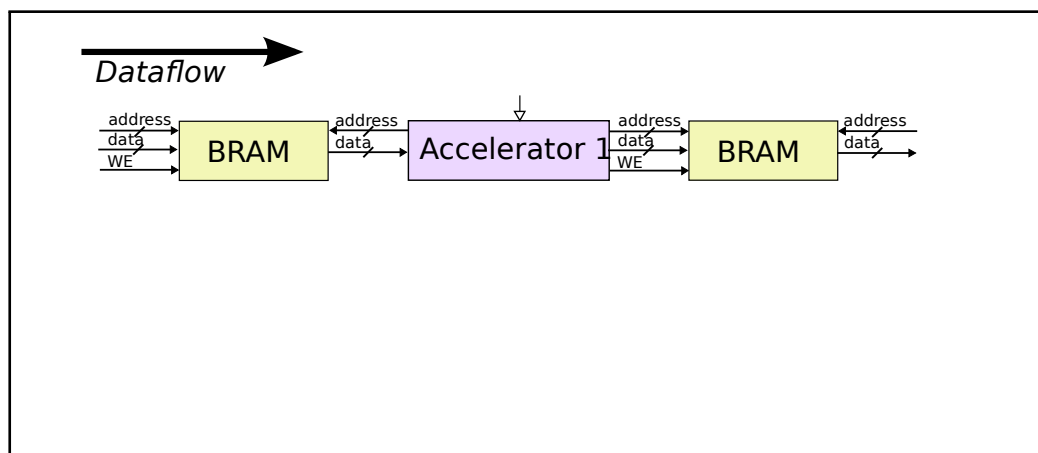 Dataflow
address address address address
data data data data
WE WE
BRAM Accelerator 1 BRAM